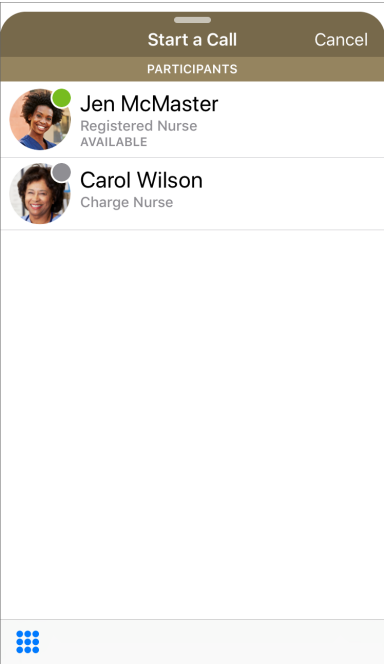 Start a Call
Cancel
PARTICIPANTS
Jen McMaster
Registered Nurse
AVAILABLE
Carol Wilson
Charge Nurse